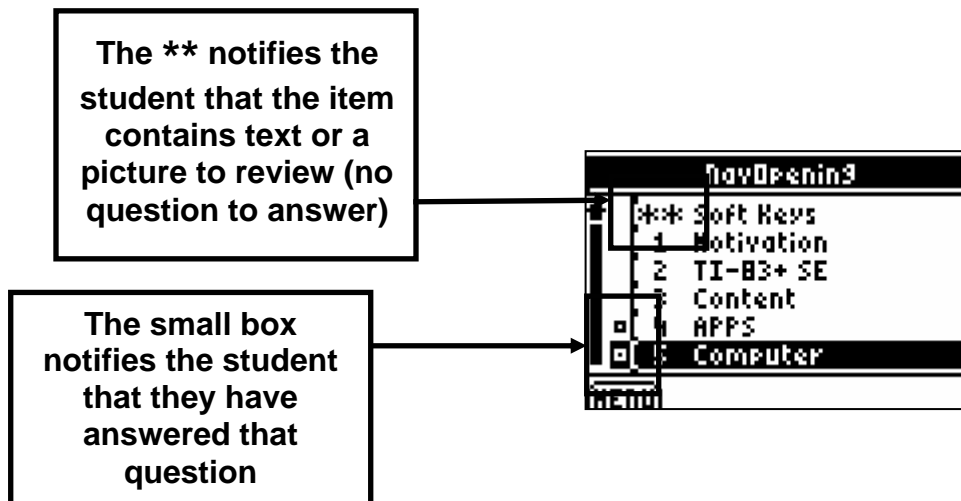 The ** notifies the
student that the item
contains text or a
picture to review (no
question to answer)
The small box
notifies the student
that they have
answered that
question
NavOpening
** Soft Keys
1 Motivation
2 TI-83+ SE
3 Content
4 APPS
5 Computer
MENU